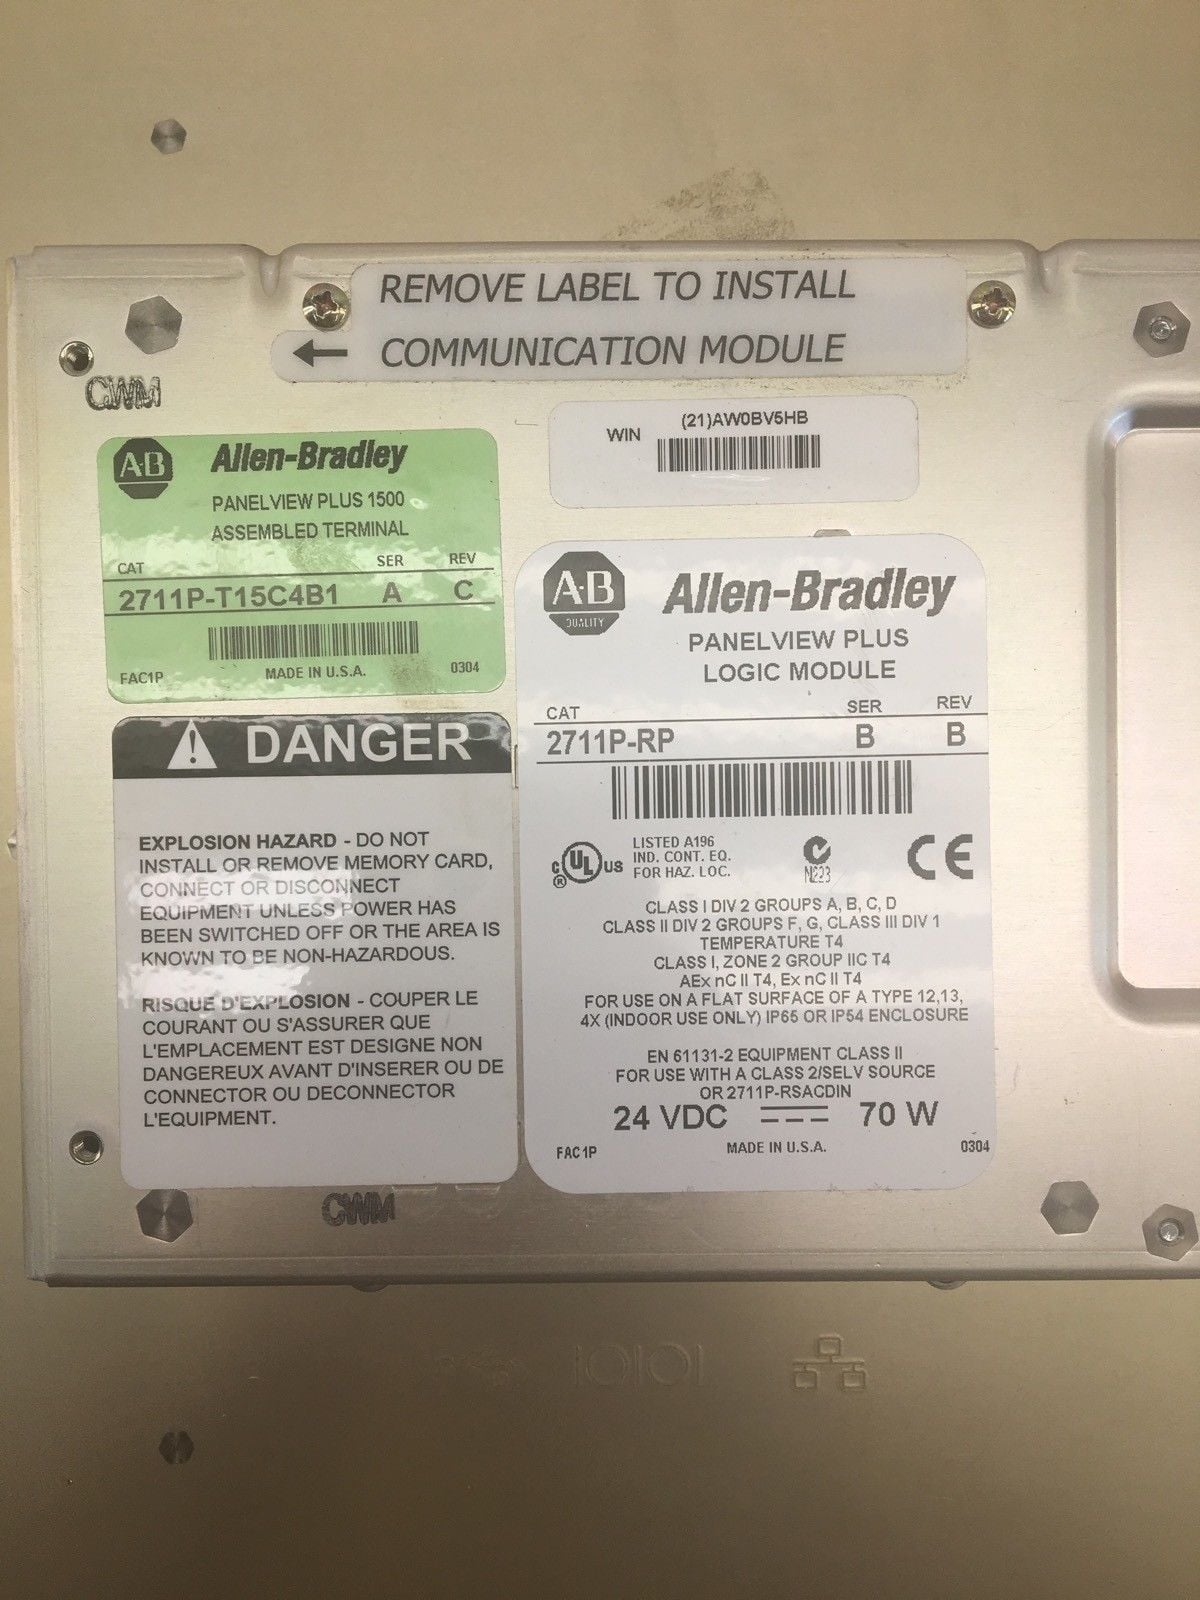 REMOVE LABEL TO INSTALL
← COMMUNICATION MODULE
CWM
WIN (21)AW0BV5HB
AB Allen-Bradley
PANELVIEW PLUS 1500
ASSEMBLED TERMINAL
CAT SER REV
2711P-T15C4B1 A C
FAC1P MADE IN U.S.A. 0304
DANGER
EXPLOSION HAZARD - DO NOT
INSTALL OR REMOVE MEMORY CARD,
CONNECT OR DISCONNECT
EQUIPMENT UNLESS POWER HAS
BEEN SWITCHED OFF OR THE AREA IS
KNOWN TO BE NON-HAZARDOUS.
RISQUE D'EXPLOSION - COUPER LE
COURANT OU S'ASSURER QUE
L'EMPLACEMENT EST DESIGNE NON
DANGEREUX AVANT D'INSERER OU DE
CONNECTOR OU DECONNECTOR
L'EQUIPMENT.
A-B QUALITY Allen-Bradley
PANELVIEW PLUS
LOGIC MODULE
CAT SER REV
2711P-RP B B
c UL us ®
LISTED A196
IND. CONT. EQ.
FOR HAZ. LOC.
N223
CE
CLASS I DIV 2 GROUPS A, B, C, D
CLASS II DIV 2 GROUPS F, G, CLASS III DIV 1
TEMPERATURE T4
CLASS I, ZONE 2 GROUP IIC T4
AEx nC II T4, Ex nC II T4
FOR USE ON A FLAT SURFACE OF A TYPE 12,13,
4X (INDOOR USE ONLY) IP65 OR IP54 ENCLOSURE
EN 61131-2 EQUIPMENT CLASS II
FOR USE WITH A CLASS 2/SELV SOURCE
OR 2711P-RSACDIN
24 VDC 70 W
FAC1P MADE IN U.S.A. 0304
CWM
IOIOI